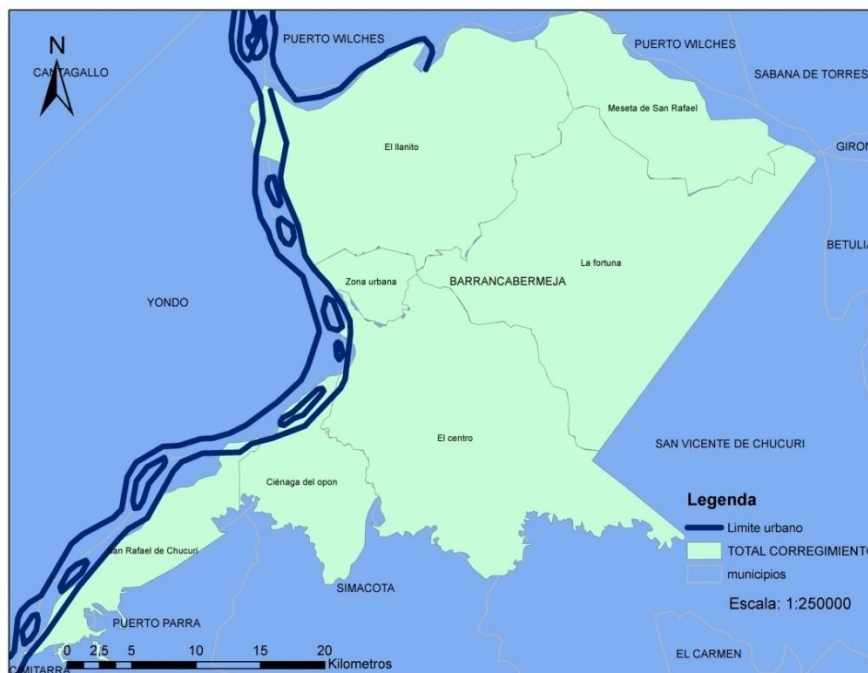 PUERTO WILCHES
PUERTO WILCHES
N
CANTAGALLO
SABANA DE TORRES
Meseta de San Rafael
El llanito
GIRON
BETULIA
La fortuna
Zona urbana
BARRANCABERMEJA
YONDO
El centro
SAN VICENTE DE CHUCURI
Ciénaga del opon
Legenda
Limite urbano
San Rafael de Chucuri
TOTAL CORREGIMIENTO
municipios
SIMACOTA
Escala: 1:250000
PUERTO PARRA
EL CARMEN
0 2,5 5 10 15 20
Kilometros
CIMITARRA